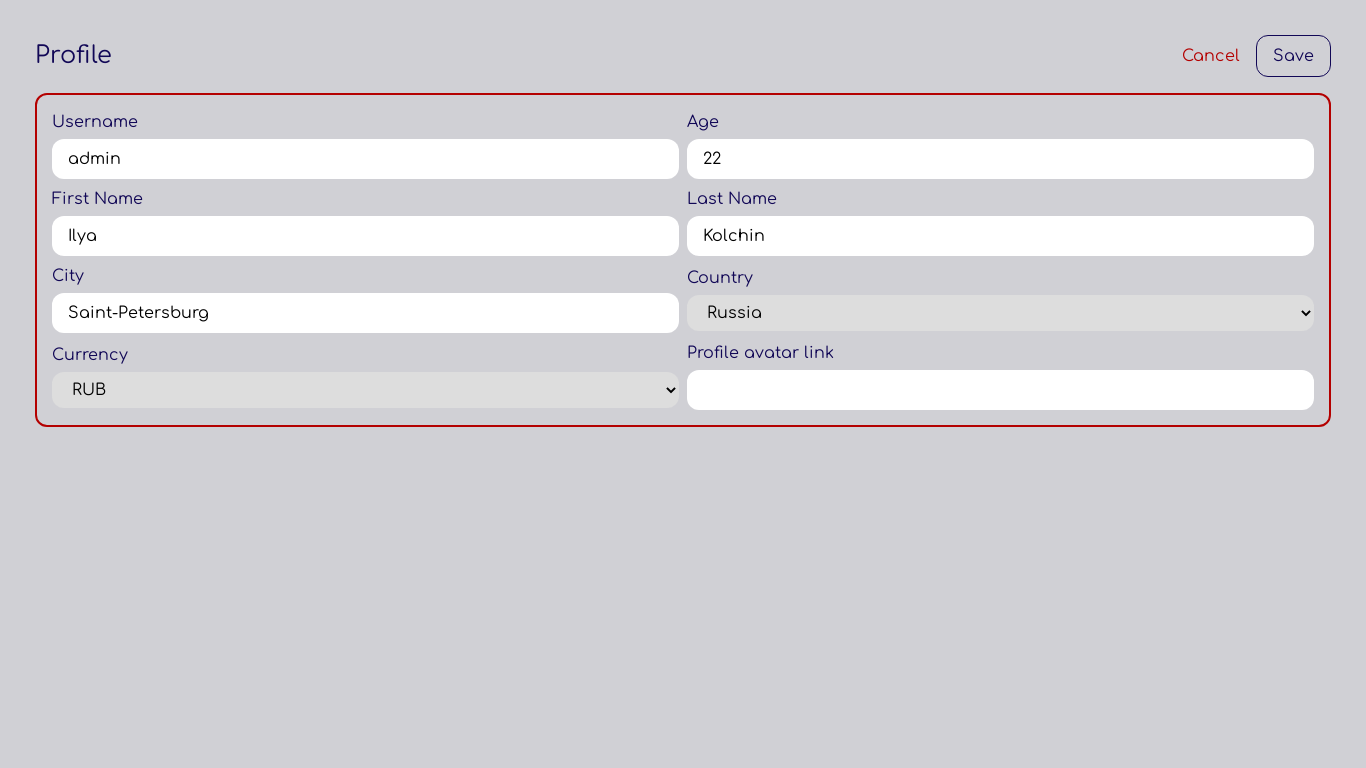 Profile
Cancel
Save
Username
Age
admin
22
First Name
Last Name
Ilya
Kolchin
City
Country
Saint-Petersburg
Russia
Currency
Profile avatar link
RUB